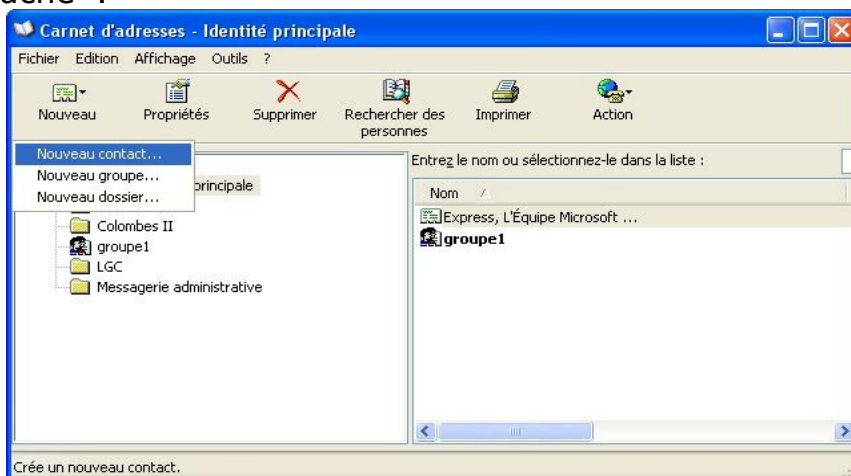 Carnet d'adresses - Identité principale
Fichier Edition Affichage Outils ?
Nouveau Propriétés Supprimer Rechercher des personnes Imprimer Action
Nouveau contact...
Nouveau groupe...
Nouveau dossier...
principale
Colombes II
groupe1
LGC
Messagerie administrative
Entrez le nom ou sélectionnez-le dans la liste :
Nom
Express, L'Équipe Microsoft ...
groupe1
Crée un nouveau contact.